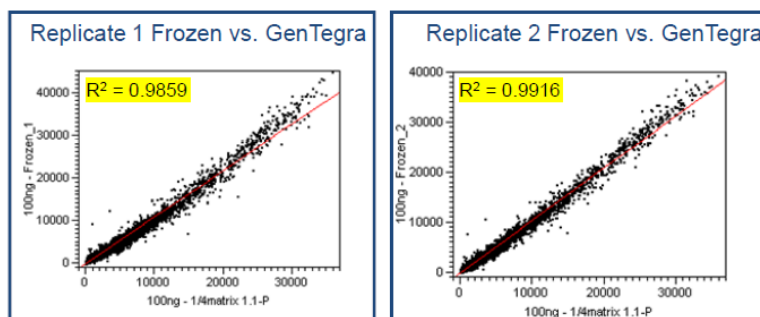 Replicate 1 Frozen vs. GenTegra
R² = 0.9859
40000
30000
20000
10000
0
100ng - Frozen_1
0
10000
20000
30000
100ng - 1/4matrix 1.1-P
Replicate 2 Frozen vs. GenTegra
R² = 0.9916
40000
30000
20000
10000
0
100ng - Frozen_2
0
10000
20000
30000
100ng - 1/4matrix 1.1-P